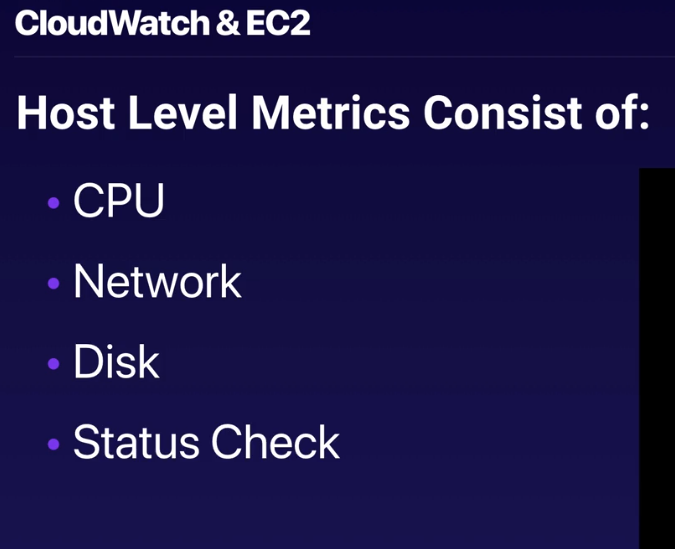 CloudWatch & EC2
Host Level Metrics Consist of:
• CPU
• Network
• Disk
• Status Check